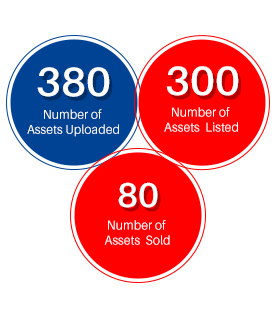 380
Number of
Assets Uploaded
300
Number of
Assets Listed
80
Number of
Assets Sold